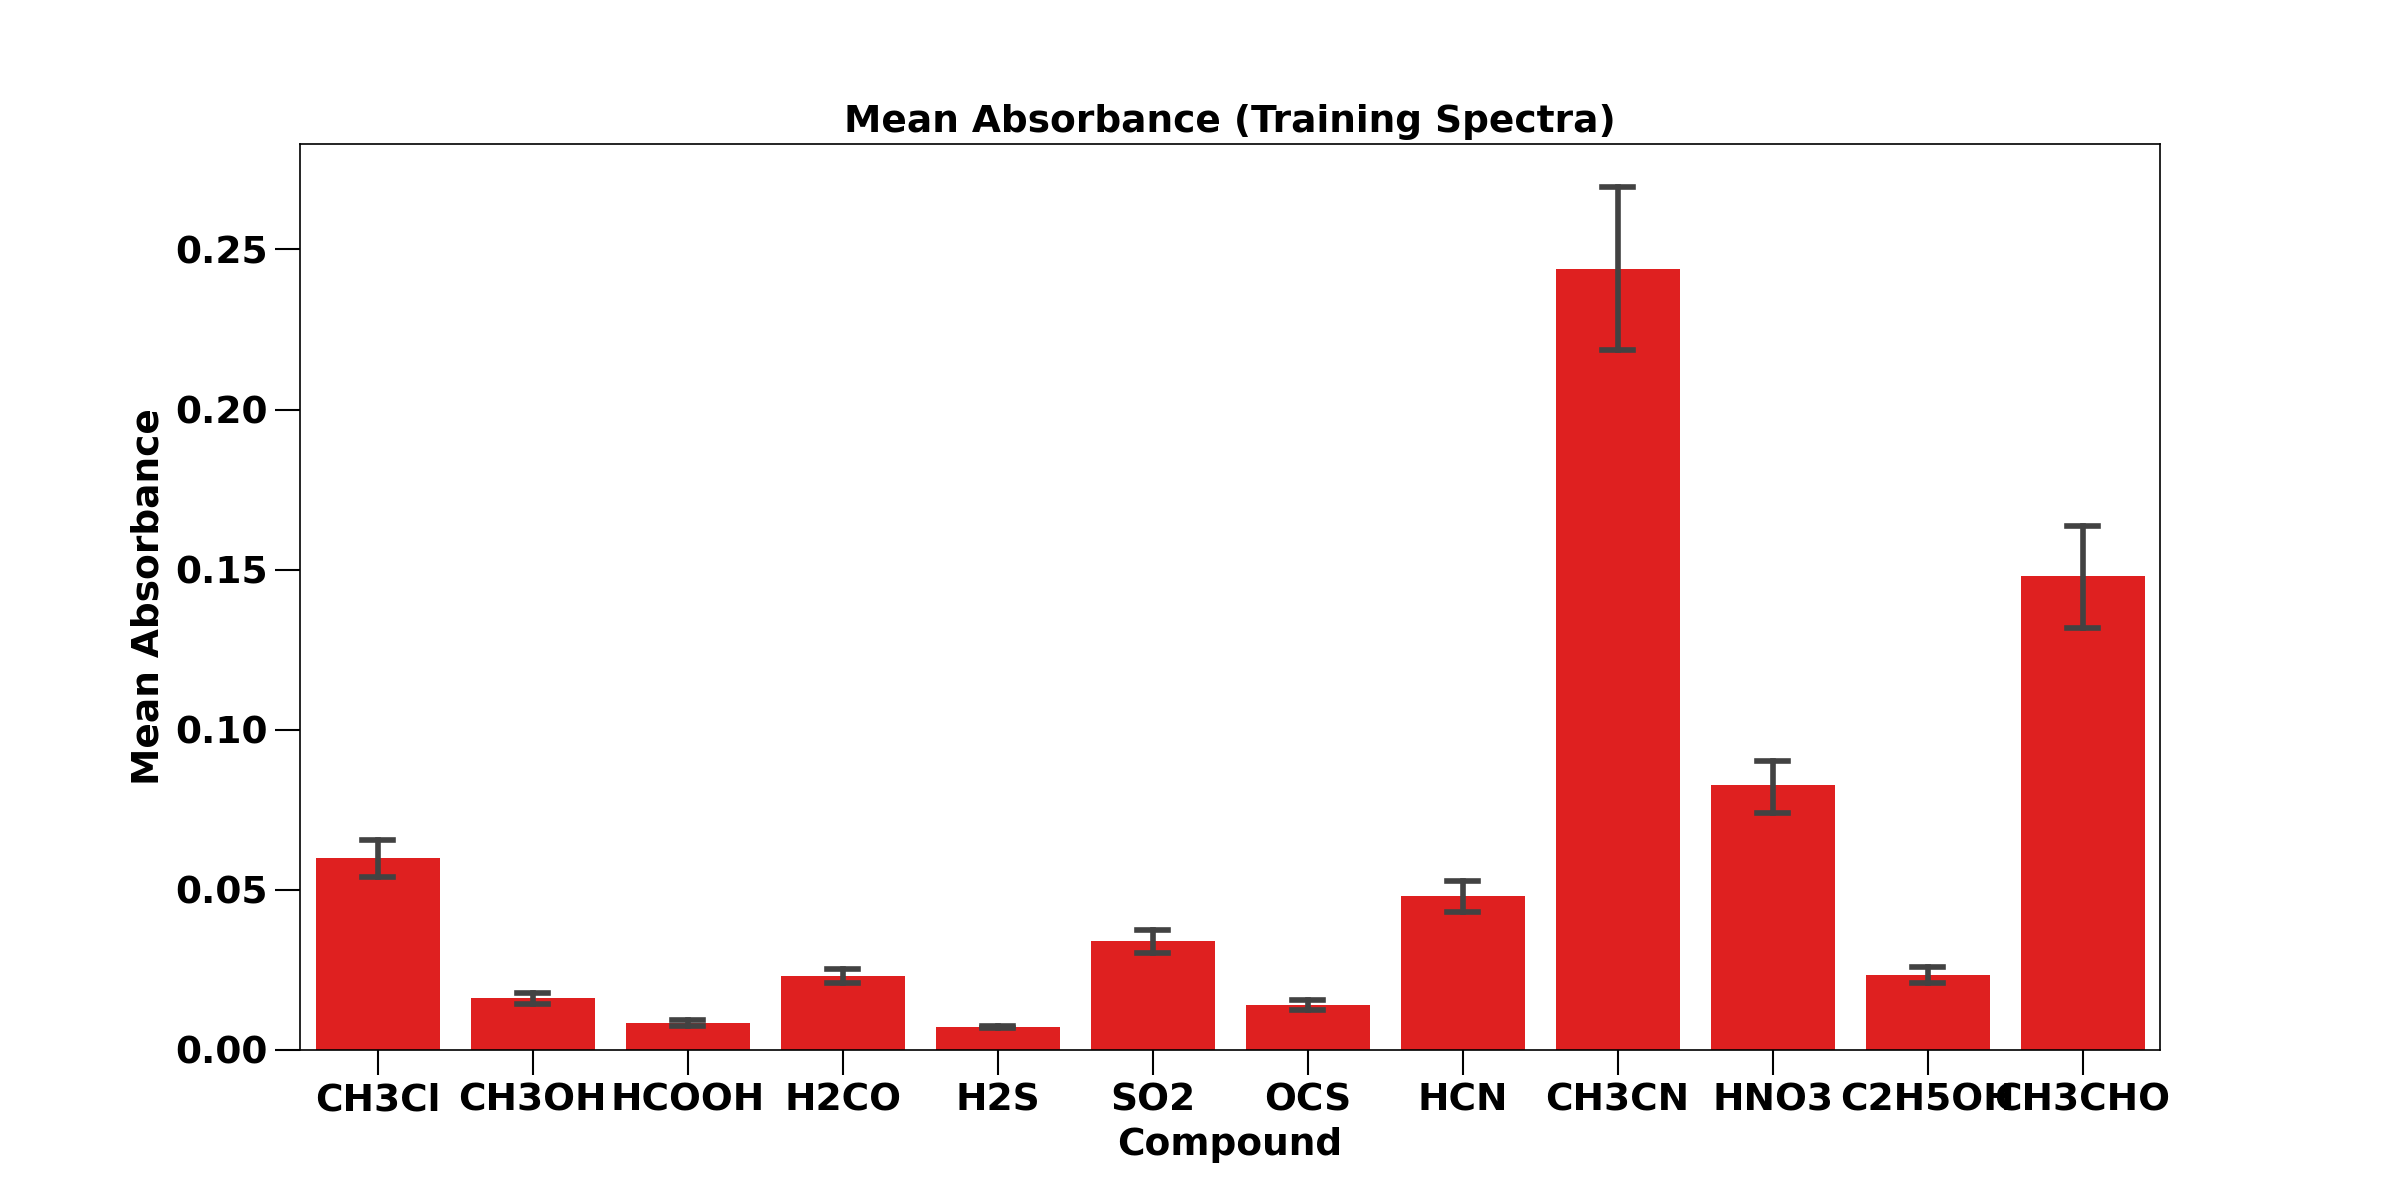 Mean Absorbance (Training Spectra)
Mean Absorbance
0.25
0.20
0.15
0.10
0.05
0.00
CH3Cl CH3OH HCOOH H2CO H2S SO2 OCS HCN CH3CN HNO3 C2H5OH CH3CHO
Compound